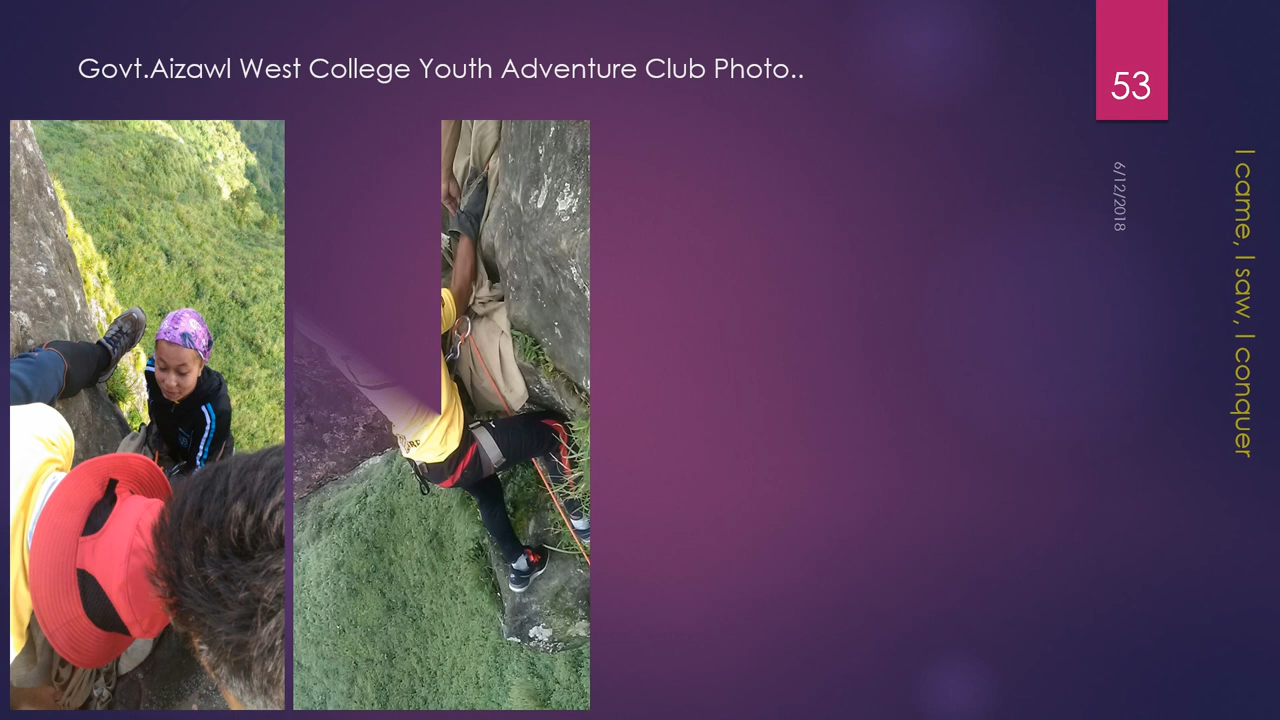 Govt.Aizawl West College Youth Adventure Club Photo..
53
6/12/2018
I came, I saw, I conquer